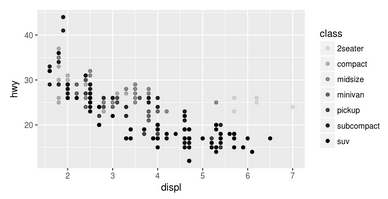 40
30
20
hwy
2
3
4
5
6
7
displ
class
2seater
compact
midsize
minivan
pickup
subcompact
suv